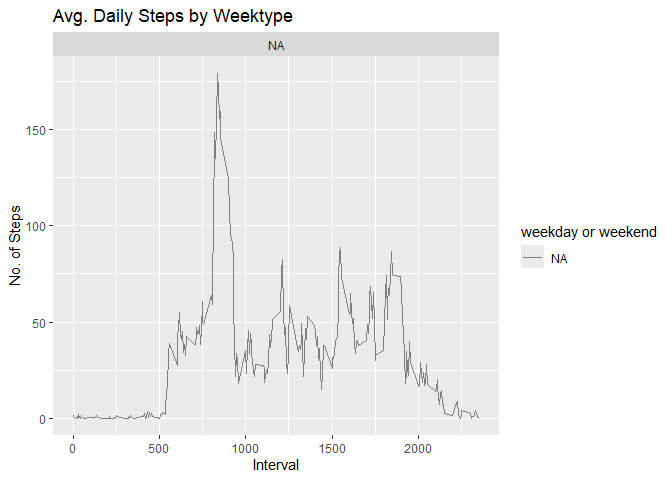 Avg. Daily Steps by Weektype
NA
150
100
50
0
No. of Steps
0 500 1000 1500 2000
Interval
weekday or weekend
NA